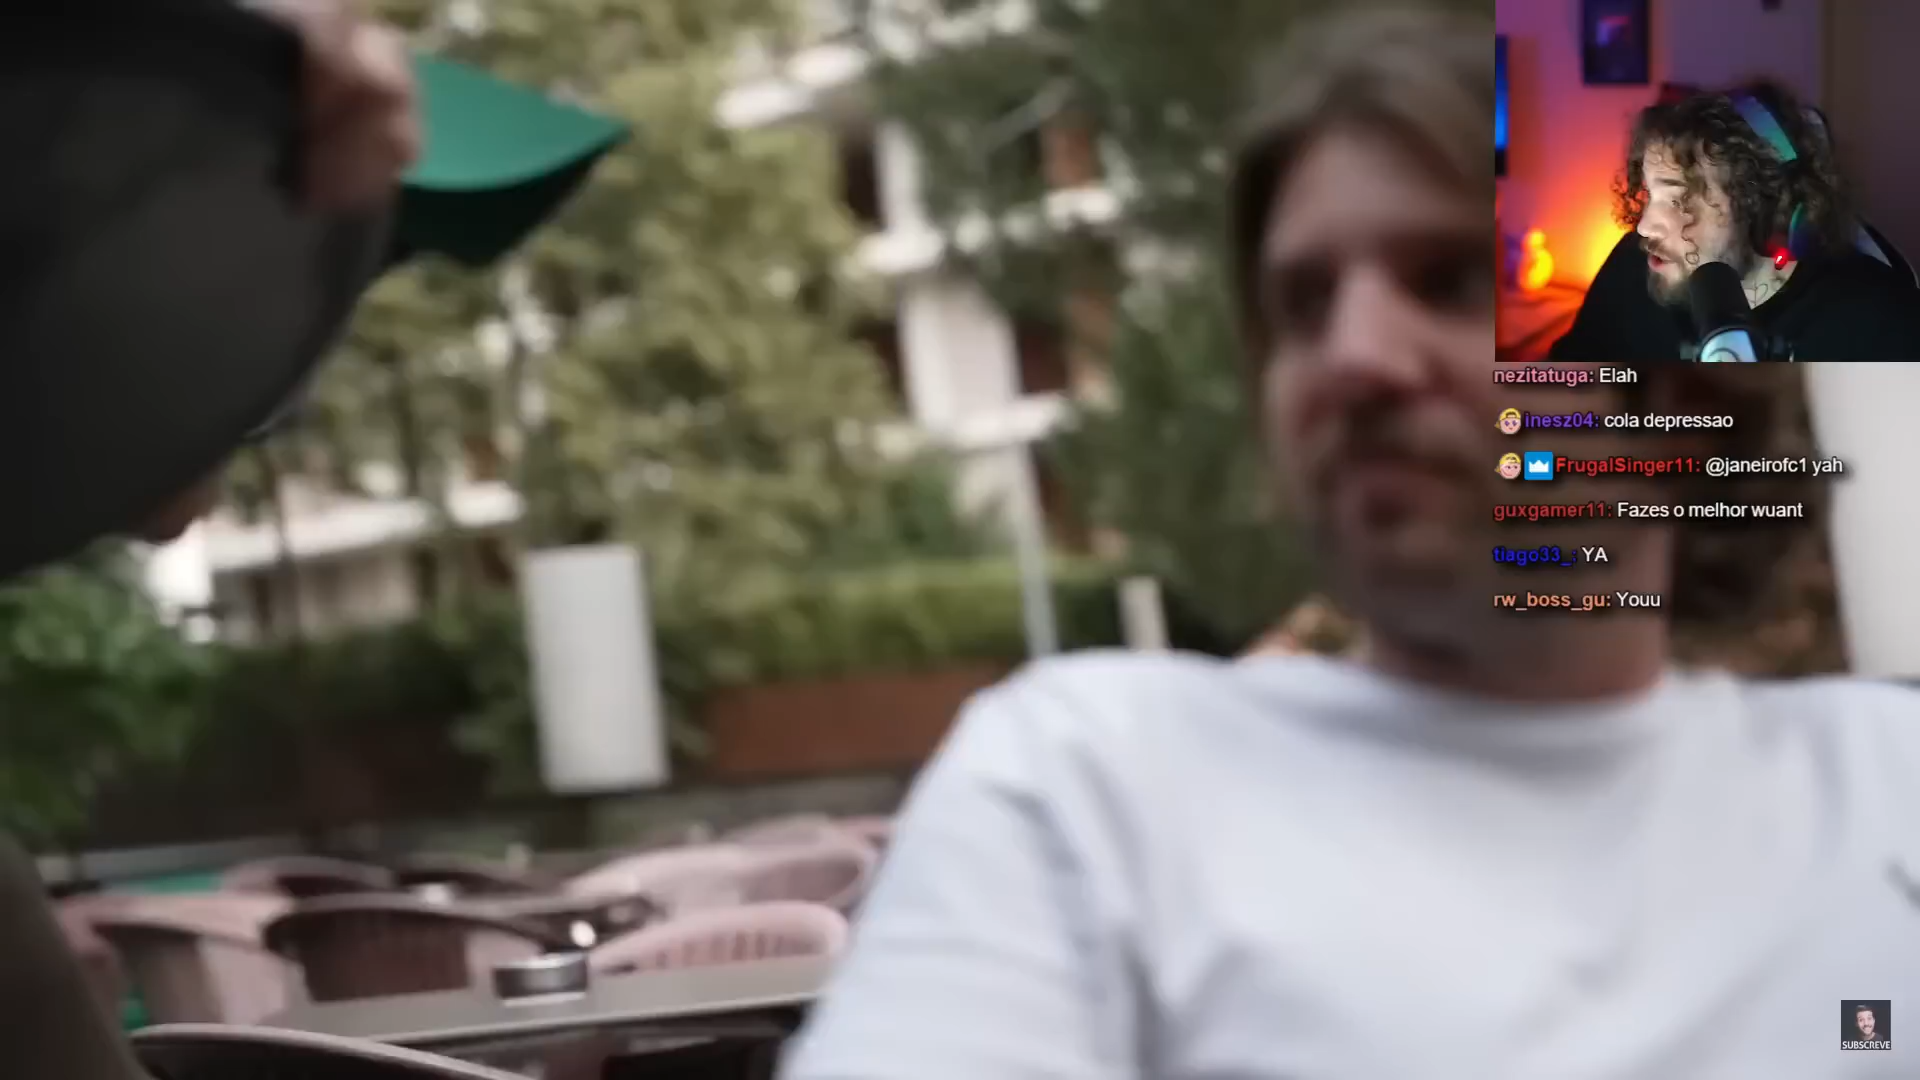 nezitatuga: Elah
inesz04: cola depressao
FrugalSinger11: @janeirofc1 yah
guxgamer11: Fazes o melhor wuant
tiago33_: YA
rw_boss_gu: Youu
SUBSCREVE